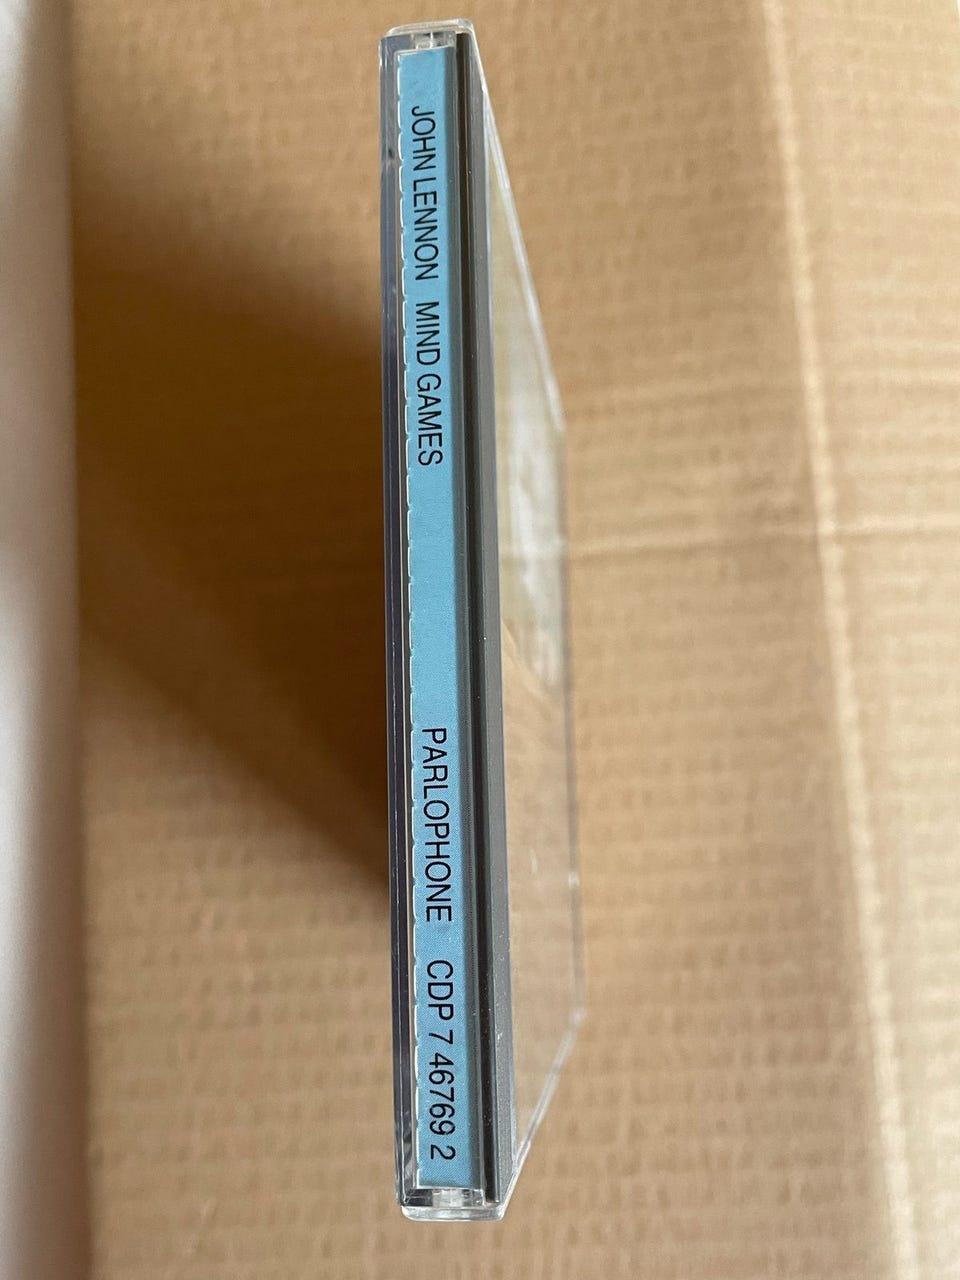 JOHN LENNON MIND GAMES PARLOPHONE CDP 7 46769 2